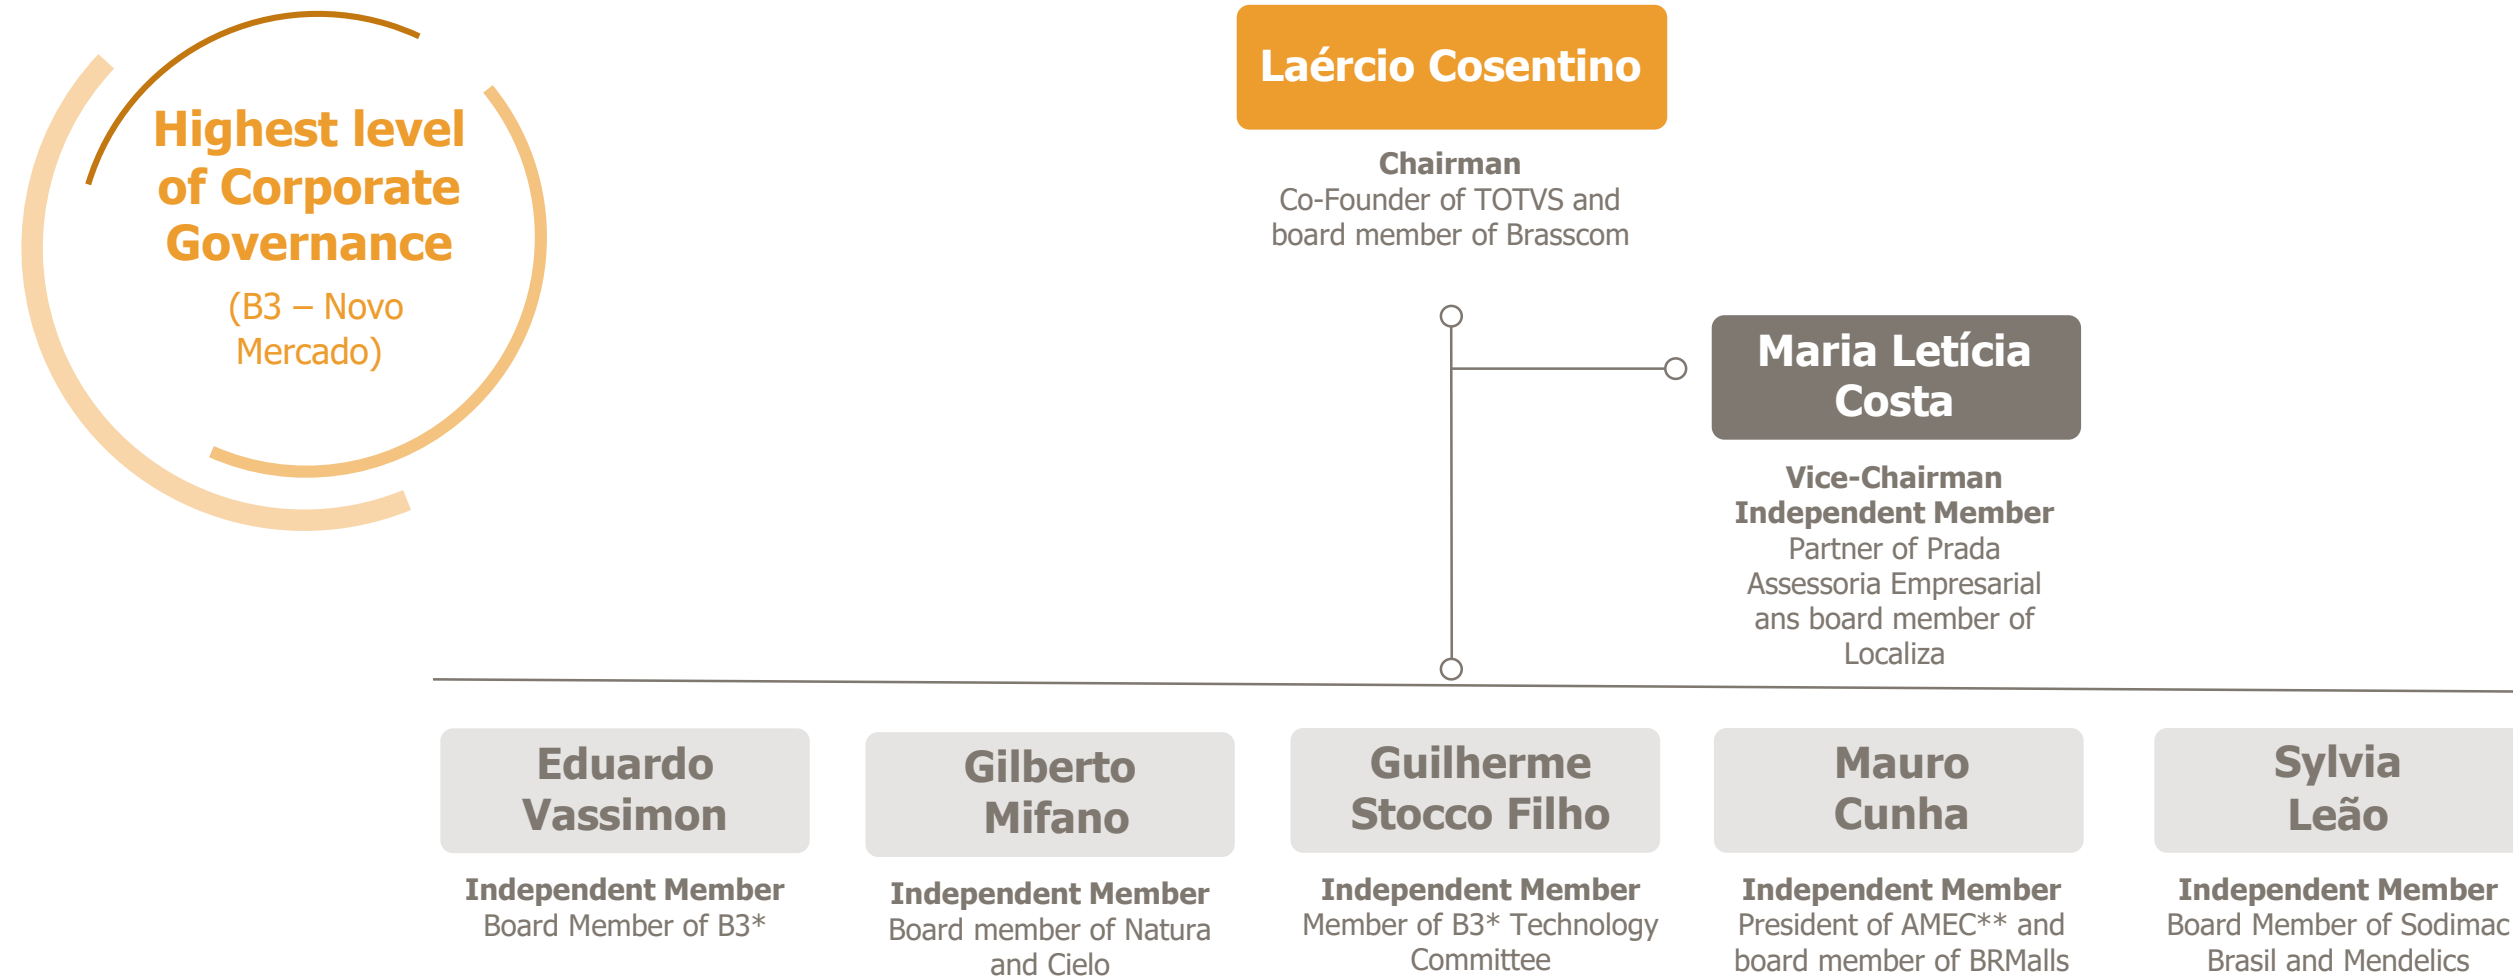 Highest level
of Corporate
Governance
(B3 – Novo
Mercado)
Laércio Cosentino
Chairman
Co-Founder of TOTVS and
board member of Brasscom
Maria Letícia
Costa
Vice-Chairman
Independent Member
Partner of Prada
Assessoria Empresarial
ans board member of
Localiza
Eduardo
Vassimon
Independent Member
Board Member of B3*
Gilberto
Mifano
Independent Member
Board member of Natura
and Cielo
Guilherme
Stocco Filho
Independent Member
Member of B3* Technology
Committee
Mauro
Cunha
Independent Member
President of AMEC** and
board member of BRMalls
Sylvia
Leão
Independent Member
Board Member of Sodimac
Brasil and Mendelics